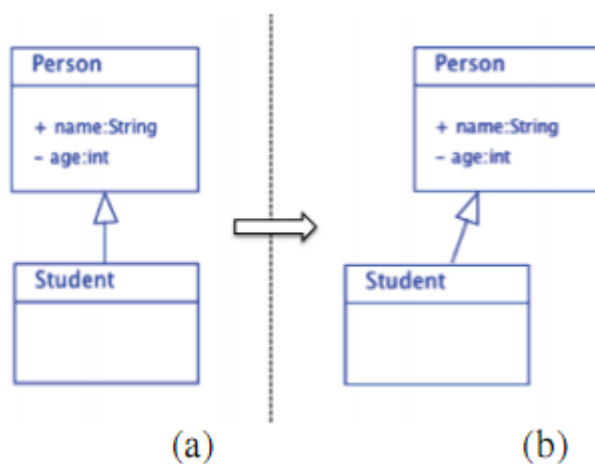 Person
+ name:String
- age:int
Student
(a)
Person
+ name:String
- age:int
Student
(b)